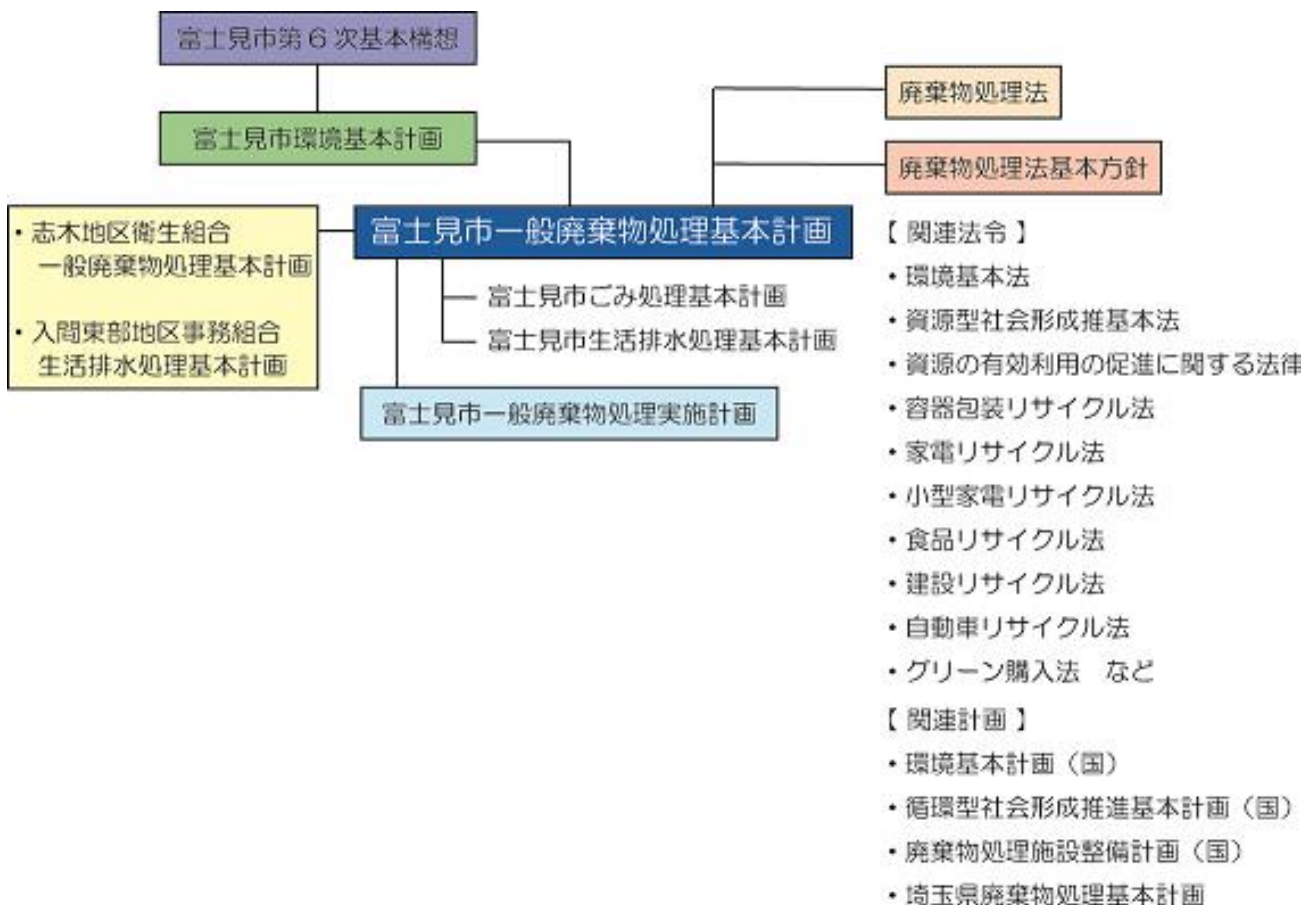 富士見市第6次基本構想
富士見市環境基本計画
・志木地区衛生組合
一般廃棄物処理基本計画
・入間東部地区事務組合
生活排水処理基本計画
富士見市一般廃棄物処理基本計画
富士見市ごみ処理基本計画
富士見市生活排水処理基本計画
富士見市一般廃棄物処理実施計画
廃棄物処理法
廃棄物処理法基本方針
【 関連法令 】
・環境基本法
・資源型社会形成推基本法
・資源の有効利用の促進に関する法律
・容器包装リサイクル法
・家電リサイクル法
・小型家電リサイクル法
・食品リサイクル法
・建設リサイクル法
・自動車リサイクル法
・グリーン購入法　など
【 関連計画 】
・環境基本計画（国）
・循環型社会形成推進基本計画（国）
・廃棄物処理施設整備計画（国）
・埼玉県廃棄物処理基本計画